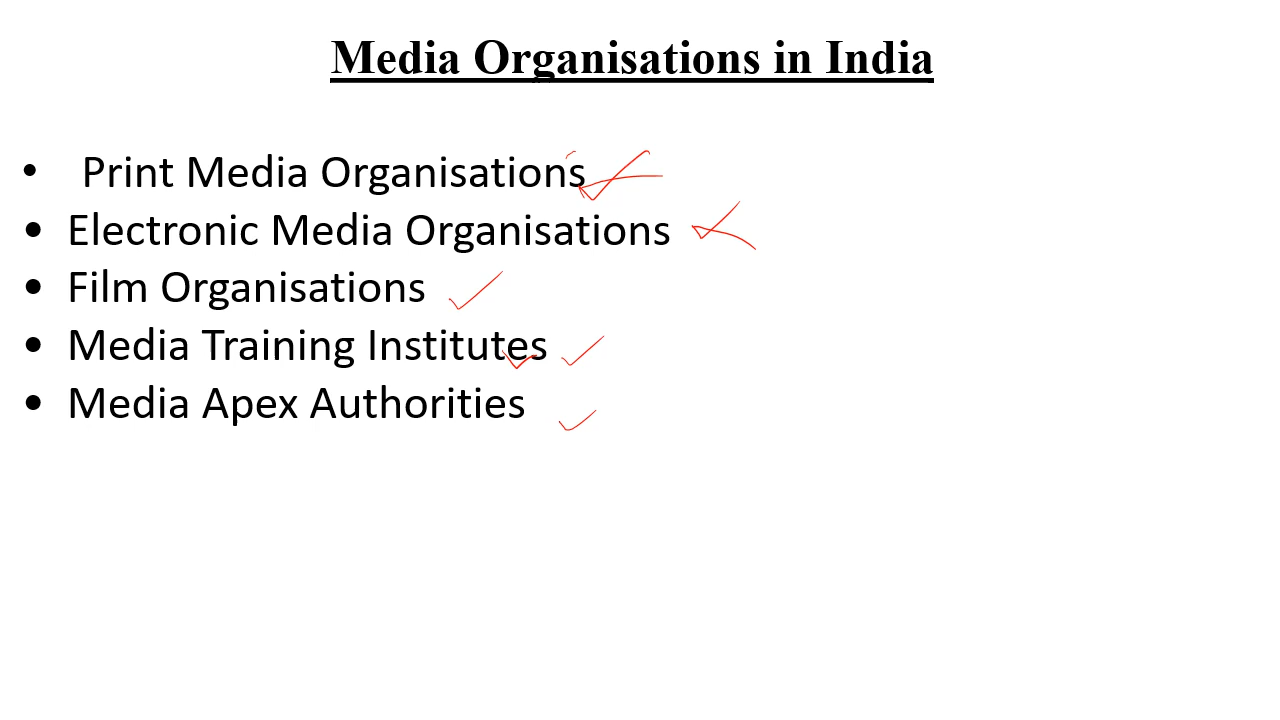 Media Organisations in India
• Print Media Organisations
• Electronic Media Organisations
• Film Organisations
• Media Training Institutes
• Media Apex Authorities